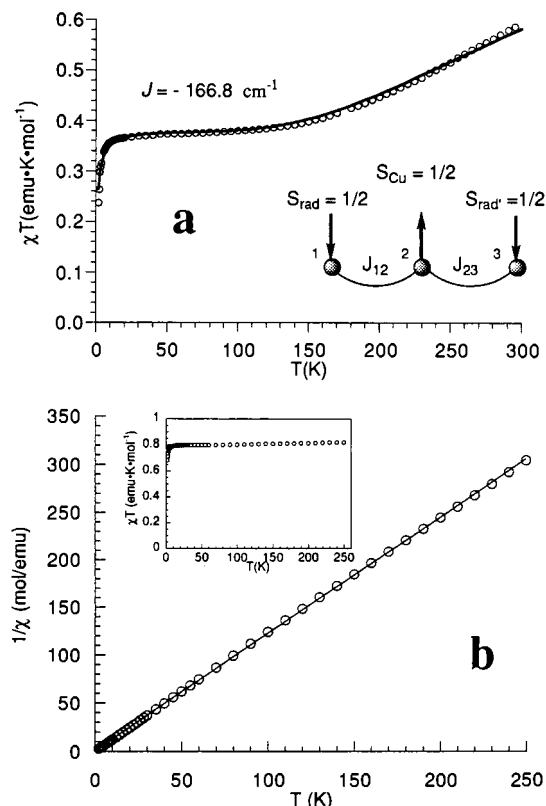 0.6
0.5
0.4
0.3
0.2
0.1
0.0
χT(emu•K•mol⁻¹)
J = - 166.8 cm⁻¹
a
S_Cu = 1/2
S_rad = 1/2
S_rad' =1/2
1 J₁₂ 2 J₂₃ 3
0 50 100 150 200 250 300
T(K)
350
300
250
200
150
100
50
0
1/χ (mol/emu)
1
0.8
0.6
0.4
0.2
0
χT (emu•K•mol⁻¹)
0 50 100 150 200 250
T(K)
b
0 50 100 150 200 250
T (K)